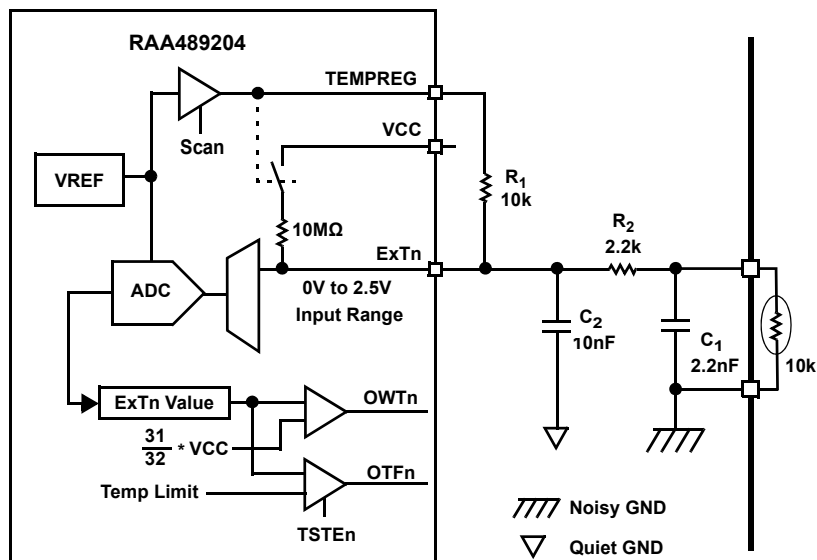 RAA489204
TEMPREG
VCC
Scan
VREF
R1
10k
10MΩ
R2
2.2k
ExTn
ADC
0V to 2.5V
Input Range
C2
10nF
C1
2.2nF
10k
ExTn Value
OWTn
31
32
* VCC
OTFn
Temp Limit
TSTEn
Noisy GND
Quiet GND